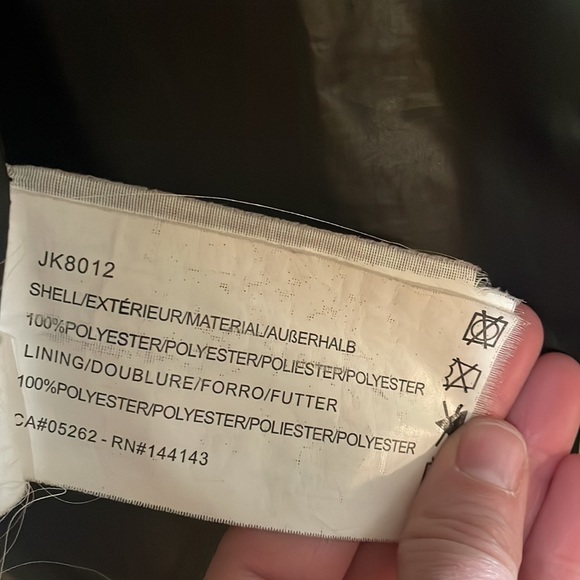 JK8012
SHELL/EXTÉRIEUR/MATERIAL/AUßERHALB
100%POLYESTER/POLYESTER/POLIESTER/POLYESTER
LINING/DOUBLURE/FORRO/FUTTER
100%POLYESTER/POLYESTER/POLIESTER/POLYESTER
CA#05262 - RN#144143